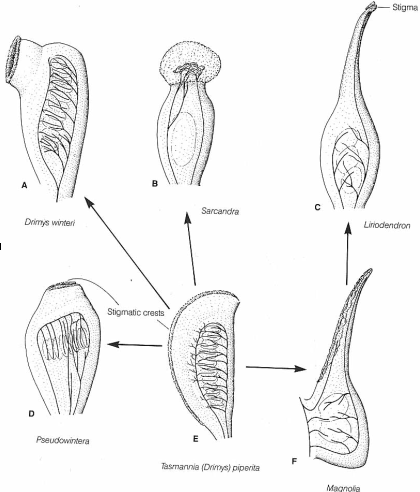 Stigma
A
B
Sarcandra
C
Drimys winteri
Liriodendron
Stigmatic crests
D
E
Pseudowintera
F
Tasmannia (Drimys) piperita
Magnolia